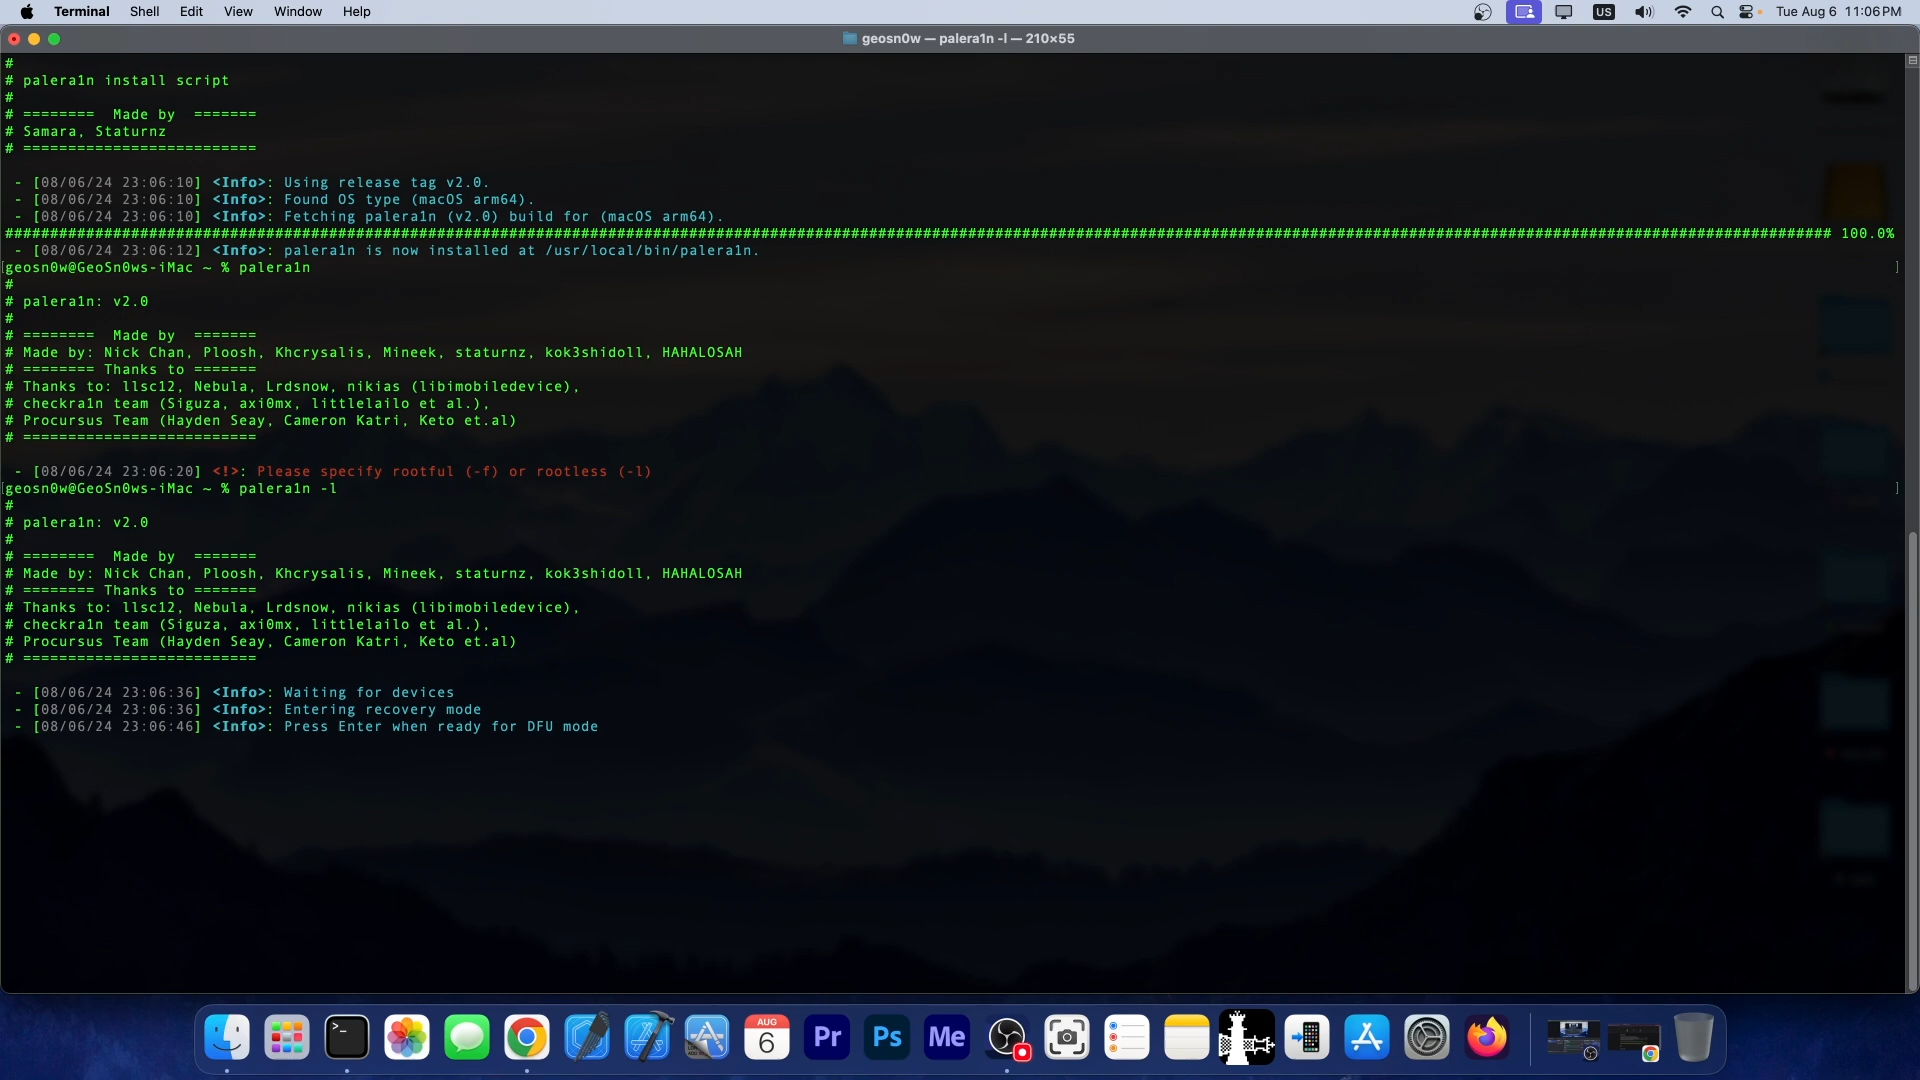 Terminal Shell Edit View Window Help US Tue Aug 6 11:06 PM
geosn0w — palera1n -l — 210×55
#
# palera1n install script
#
# ======== Made by =======
# Samara, Staturnz
# ==========================
- [08/06/24 23:06:10] <Info>: Using release tag v2.0.
- [08/06/24 23:06:10] <Info>: Found OS type (macOS arm64).
- [08/06/24 23:06:10] <Info>: Fetching palera1n (v2.0) build for (macOS arm64).
100.0%
- [08/06/24 23:06:12] <Info>: palera1n is now installed at /usr/local/bin/palera1n.
[geosn0w@GeoSn0ws-iMac ~ % palera1n ]
#
# palera1n: v2.0
#
# ======== Made by =======
# Made by: Nick Chan, Ploosh, Khcrysalis, Mineek, staturnz, kok3shidoll, HAHALOSAH
# ======== Thanks to =======
# Thanks to: llsc12, Nebula, Lrdsnow, nikias (libimobiledevice),
# checkra1n team (Siguza, axi0mx, littlelailo et al.),
# Procursus Team (Hayden Seay, Cameron Katri, Keto et.al)
# ==========================
- [08/06/24 23:06:20] <!>: Please specify rootful (-f) or rootless (-l)
[geosn0w@GeoSn0ws-iMac ~ % palera1n -l ]
#
# palera1n: v2.0
#
# ======== Made by =======
# Made by: Nick Chan, Ploosh, Khcrysalis, Mineek, staturnz, kok3shidoll, HAHALOSAH
# ======== Thanks to =======
# Thanks to: llsc12, Nebula, Lrdsnow, nikias (libimobiledevice),
# checkra1n team (Siguza, axi0mx, littlelailo et al.),
# Procursus Team (Hayden Seay, Cameron Katri, Keto et.al)
# ==========================
- [08/06/24 23:06:36] <Info>: Waiting for devices
- [08/06/24 23:06:36] <Info>: Entering recovery mode
- [08/06/24 23:06:46] <Info>: Press Enter when ready for DFU mode
AUG
6
Pr
Ps
Me